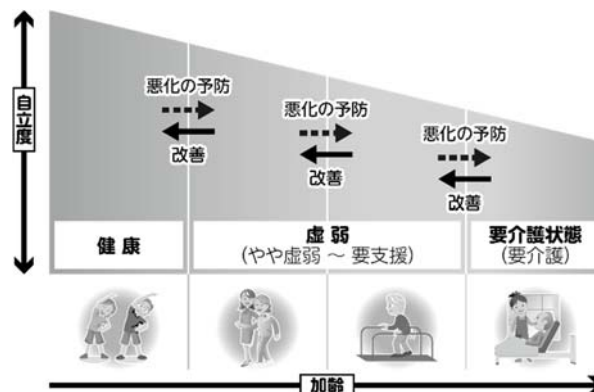 自立度
悪化の予防
改善
悪化の予防
改善
悪化の予防
改善
健康
虚弱
(やや虚弱 ~ 要支援)
要介護状態
(要介護)
加齢